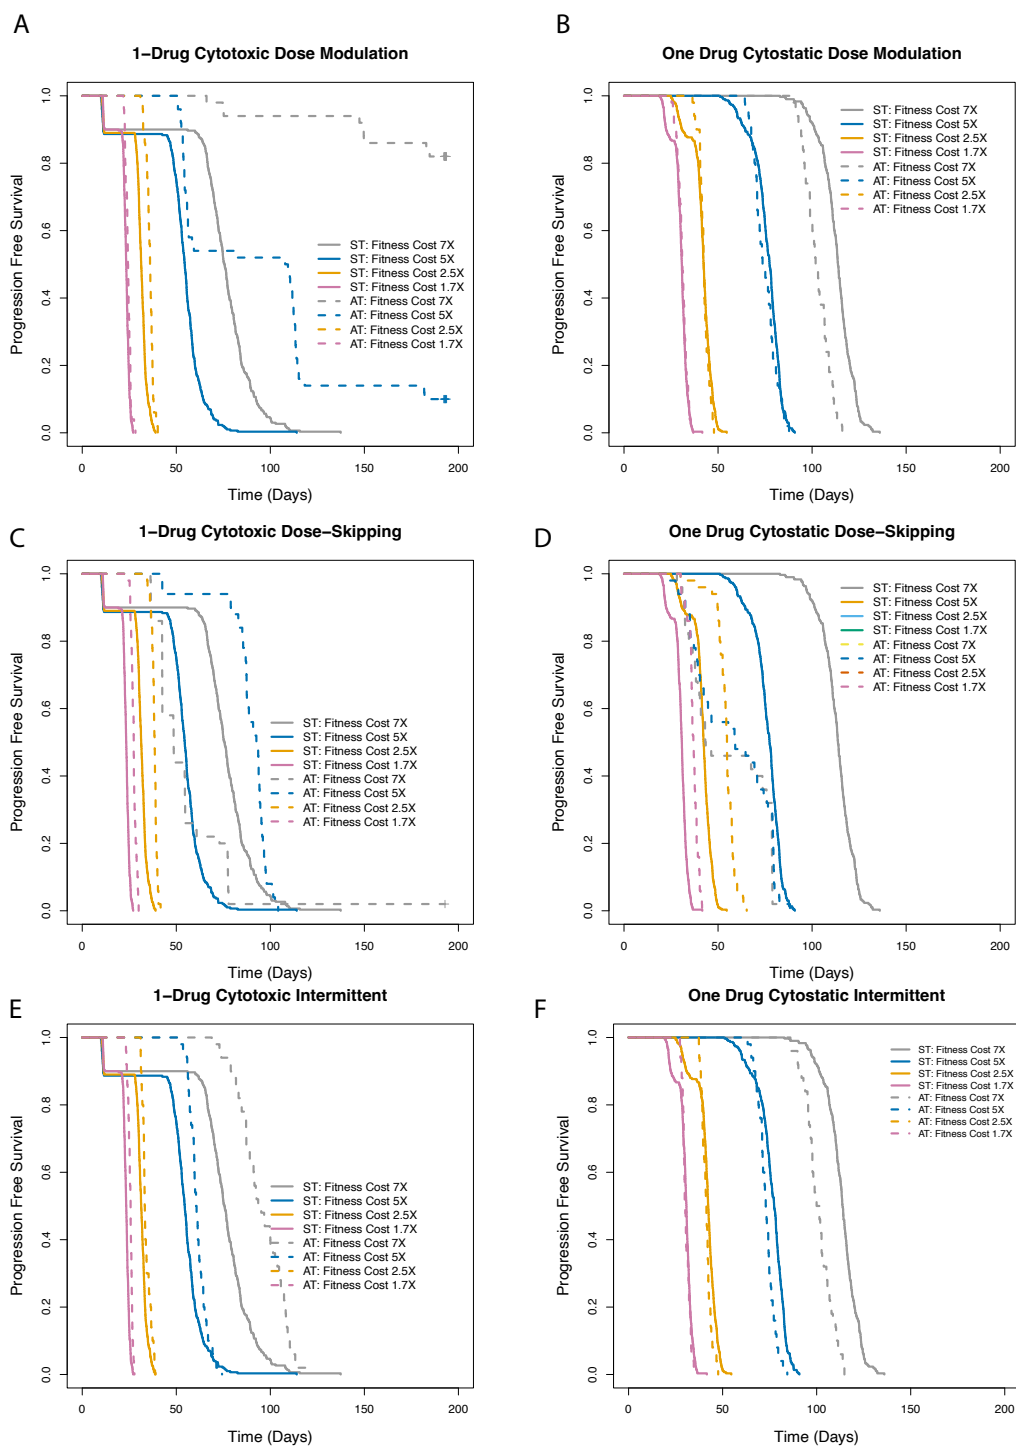 A
1−Drug Cytotoxic Dose Modulation
Progression Free Survival
1.0
0.8
0.6
0.4
0.2
0.0
ST: Fitness Cost 7X
ST: Fitness Cost 5X
ST: Fitness Cost 2.5X
ST: Fitness Cost 1.7X
AT: Fitness Cost 7X
AT: Fitness Cost 5X
AT: Fitness Cost 2.5X
AT: Fitness Cost 1.7X
0 50 100 150 200
Time (Days)
B
One Drug Cytostatic Dose Modulation
Progression Free Survival
1.0
0.8
0.6
0.4
0.2
0.0
ST: Fitness Cost 7X
ST: Fitness Cost 5X
ST: Fitness Cost 2.5X
ST: Fitness Cost 1.7X
AT: Fitness Cost 7X
AT: Fitness Cost 5X
AT: Fitness Cost 2.5X
AT: Fitness Cost 1.7X
0 50 100 150 200
Time (Days)
C
1−Drug Cytotoxic Dose−Skipping
Progression Free Survival
1.0
0.8
0.6
0.4
0.2
0.0
ST: Fitness Cost 7X
ST: Fitness Cost 5X
ST: Fitness Cost 2.5X
ST: Fitness Cost 1.7X
AT: Fitness Cost 7X
AT: Fitness Cost 5X
AT: Fitness Cost 2.5X
AT: Fitness Cost 1.7X
0 50 100 150 200
Time (Days)
D
One Drug Cytostatic Dose−Skipping
Progression Free Survival
1.0
0.8
0.6
0.4
0.2
0.0
ST: Fitness Cost 7X
ST: Fitness Cost 5X
ST: Fitness Cost 2.5X
ST: Fitness Cost 1.7X
AT: Fitness Cost 7X
AT: Fitness Cost 5X
AT: Fitness Cost 2.5X
AT: Fitness Cost 1.7X
0 50 100 150 200
Time (Days)
E
1−Drug Cytotoxic Intermittent
Progression Free Survival
1.0
0.8
0.6
0.4
0.2
0.0
ST: Fitness Cost 7X
ST: Fitness Cost 5X
ST: Fitness Cost 2.5X
ST: Fitness Cost 1.7X
AT: Fitness Cost 7X
AT: Fitness Cost 5X
AT: Fitness Cost 2.5X
AT: Fitness Cost 1.7X
0 50 100 150 200
Time (Days)
F
One Drug Cytostatic Intermittent
Progression Free Survival
1.0
0.8
0.6
0.4
0.2
0.0
ST: Fitness Cost 7X
ST: Fitness Cost 5X
ST: Fitness Cost 2.5X
ST: Fitness Cost 1.7X
AT: Fitness Cost 7X
AT: Fitness Cost 5X
AT: Fitness Cost 2.5X
AT: Fitness Cost 1.7X
0 50 100 150 200
Time (Days)